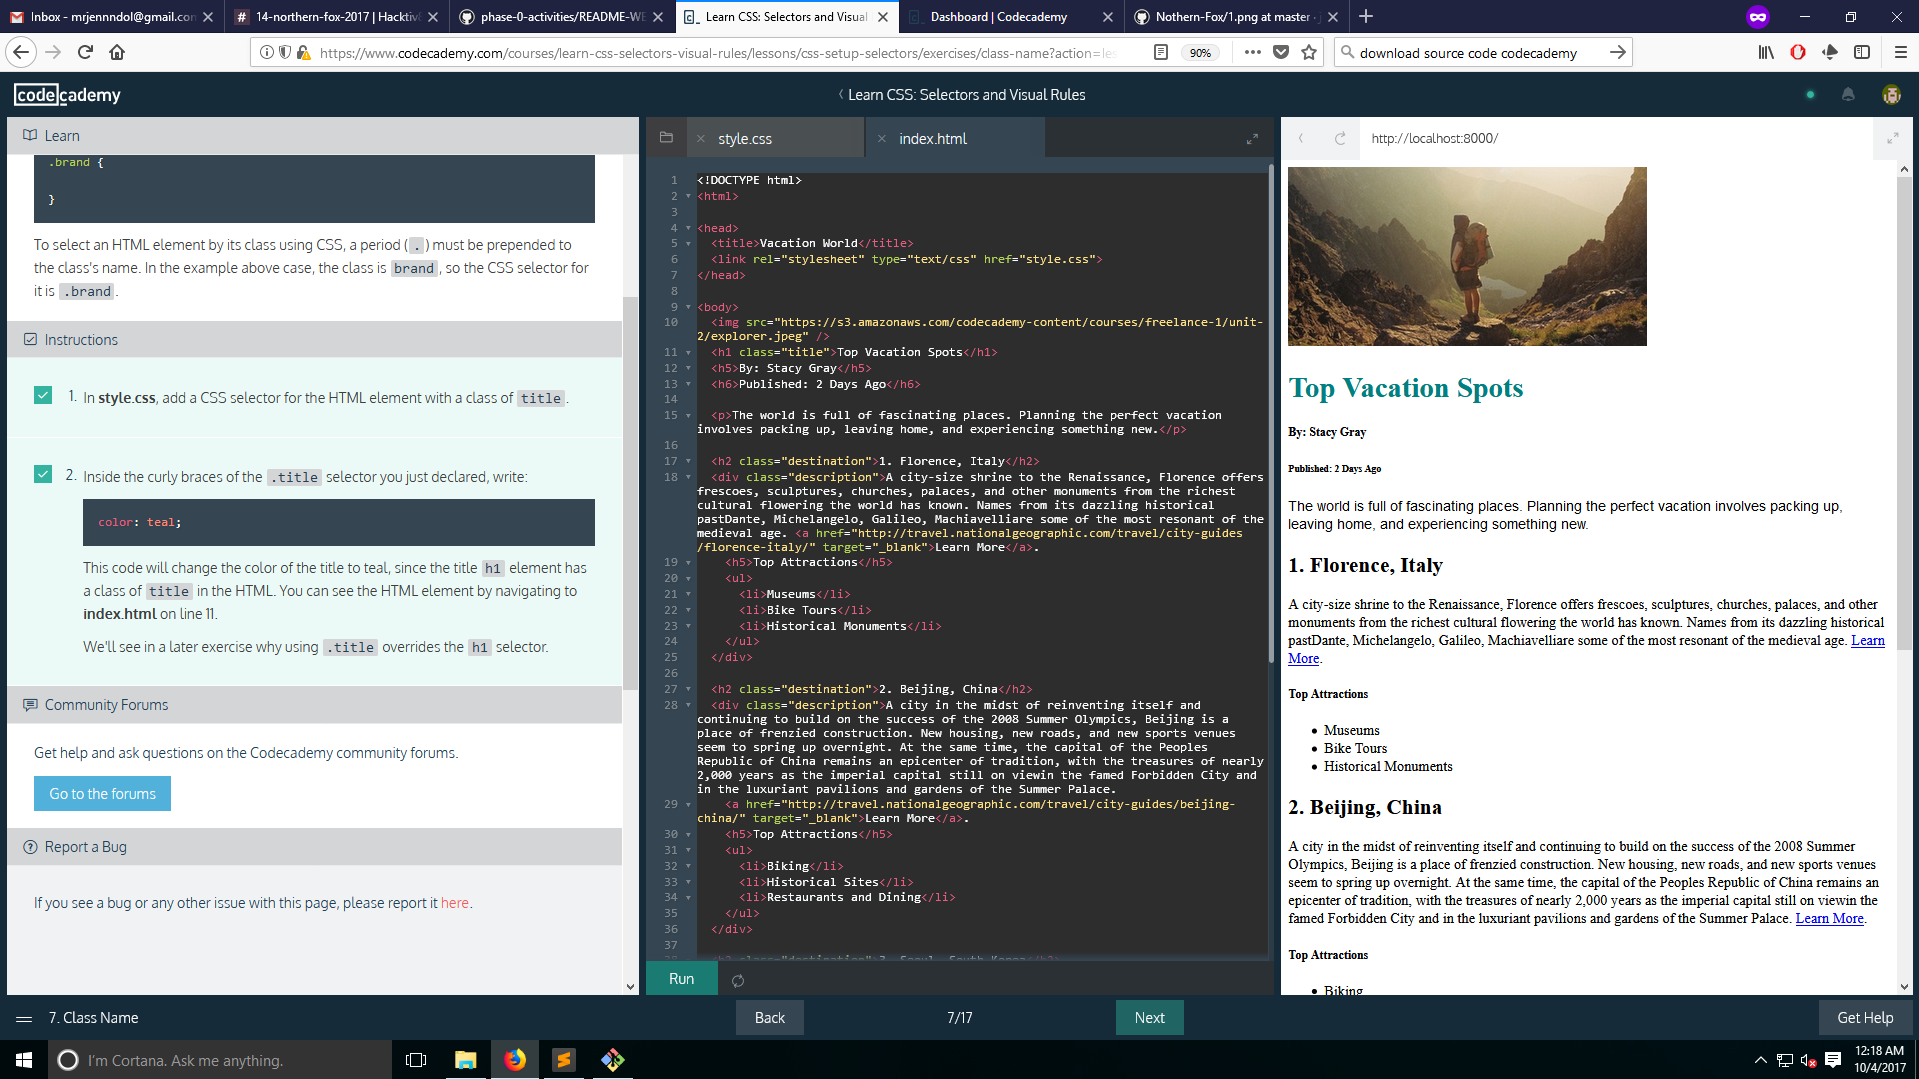 Inbox - mrjennndol@gmail.com
14-northern-fox-2017 | Hacktiv8
phase-0-activities/README-WE
Learn CSS: Selectors and Visual
Dashboard | Codecademy
Nothern-Fox/1.png at master · j
https://www.codecademy.com/courses/learn-css-selectors-visual-rules/lessons/css-setup-selectors/exercises/class-name?action=les
90%
download source code codecademy
codecademy
Learn CSS: Selectors and Visual Rules
Learn
.brand {
}
To select an HTML element by its class using CSS, a period ( . ) must be prepended to
the class's name. In the example above case, the class is brand , so the CSS selector for
it is .brand .
Instructions
1. In style.css, add a CSS selector for the HTML element with a class of title .
2. Inside the curly braces of the .title selector you just declared, write:
color: teal;
This code will change the color of the title to teal, since the title h1 element has
a class of title in the HTML. You can see the HTML element by navigating to
index.html on line 11.
We'll see in a later exercise why using .title overrides the h1 selector.
Community Forums
Get help and ask questions on the Codecademy community forums.
Go to the forums
Report a Bug
If you see a bug or any other issue with this page, please report it here.
style.css
index.html
1 <!DOCTYPE html>
2 <html>
3
4 <head>
5 <title>Vacation World</title>
6 <link rel="stylesheet" type="text/css" href="style.css">
7 </head>
8
9 <body>
10 <img src="https://s3.amazonaws.com/codecademy-content/courses/freelance-1/unit-
2/explorer.jpeg" />
11 <h1 class="title">Top Vacation Spots</h1>
12 <h5>By: Stacy Gray</h5>
13 <h6>Published: 2 Days Ago</h6>
14
15 <p>The world is full of fascinating places. Planning the perfect vacation
involves packing up, leaving home, and experiencing something new.</p>
16
17 <h2 class="destination">1. Florence, Italy</h2>
18 <div class="description">A city-size shrine to the Renaissance, Florence offers
frescoes, sculptures, churches, palaces, and other monuments from the richest
cultural flowering the world has known. Names from its dazzling historical
pastDante, Michelangelo, Galileo, Machiavelliare some of the most resonant of the
medieval age. <a href="http://travel.nationalgeographic.com/travel/city-guides
/florence-italy/" target="_blank">Learn More</a>.
19 <h5>Top Attractions</h5>
20 <ul>
21 <li>Museums</li>
22 <li>Bike Tours</li>
23 <li>Historical Monuments</li>
24 </ul>
25 </div>
26
27 <h2 class="destination">2. Beijing, China</h2>
28 <div class="description">A city in the midst of reinventing itself and
continuing to build on the success of the 2008 Summer Olympics, Beijing is a
place of frenzied construction. New housing, new roads, and new sports venues
seem to spring up overnight. At the same time, the capital of the Peoples
Republic of China remains an epicenter of tradition, with the treasures of nearly
2,000 years as the imperial capital still on viewin the famed Forbidden City and
in the luxuriant pavilions and gardens of the Summer Palace.
29 <a href="http://travel.nationalgeographic.com/travel/city-guides/beijing-
china/" target="_blank">Learn More</a>.
30 <h5>Top Attractions</h5>
31 <ul>
32 <li>Biking</li>
33 <li>Historical Sites</li>
34 <li>Restaurants and Dining</li>
35 </ul>
36 </div>
37
38 <h2 class="destination">3. Seoul, South Korea</h2>
Run
http://localhost:8000/
Top Vacation Spots
By: Stacy Gray
Published: 2 Days Ago
The world is full of fascinating places. Planning the perfect vacation involves packing up,
leaving home, and experiencing something new.
1. Florence, Italy
A city-size shrine to the Renaissance, Florence offers frescoes, sculptures, churches, palaces, and other
monuments from the richest cultural flowering the world has known. Names from its dazzling historical
pastDante, Michelangelo, Galileo, Machiavelliare some of the most resonant of the medieval age. Learn
More.
Top Attractions
• Museums
• Bike Tours
• Historical Monuments
2. Beijing, China
A city in the midst of reinventing itself and continuing to build on the success of the 2008 Summer
Olympics, Beijing is a place of frenzied construction. New housing, new roads, and new sports venues
seem to spring up overnight. At the same time, the capital of the Peoples Republic of China remains an
epicenter of tradition, with the treasures of nearly 2,000 years as the imperial capital still on viewin the
famed Forbidden City and in the luxuriant pavilions and gardens of the Summer Palace. Learn More.
Top Attractions
• Biking
7. Class Name
Back
7/17
Next
Get Help
I'm Cortana. Ask me anything.
12:18 AM
10/4/2017